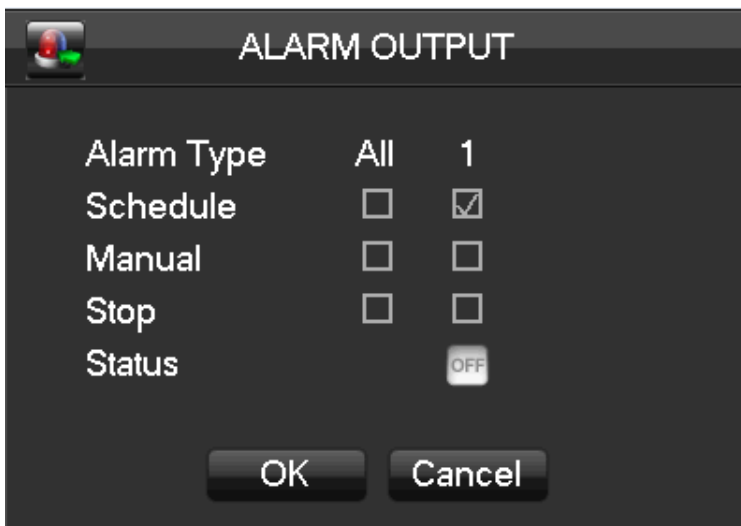 ALARM OUTPUT
Alarm Type All 1
Schedule
Manual
Stop
Status OFF
OK Cancel